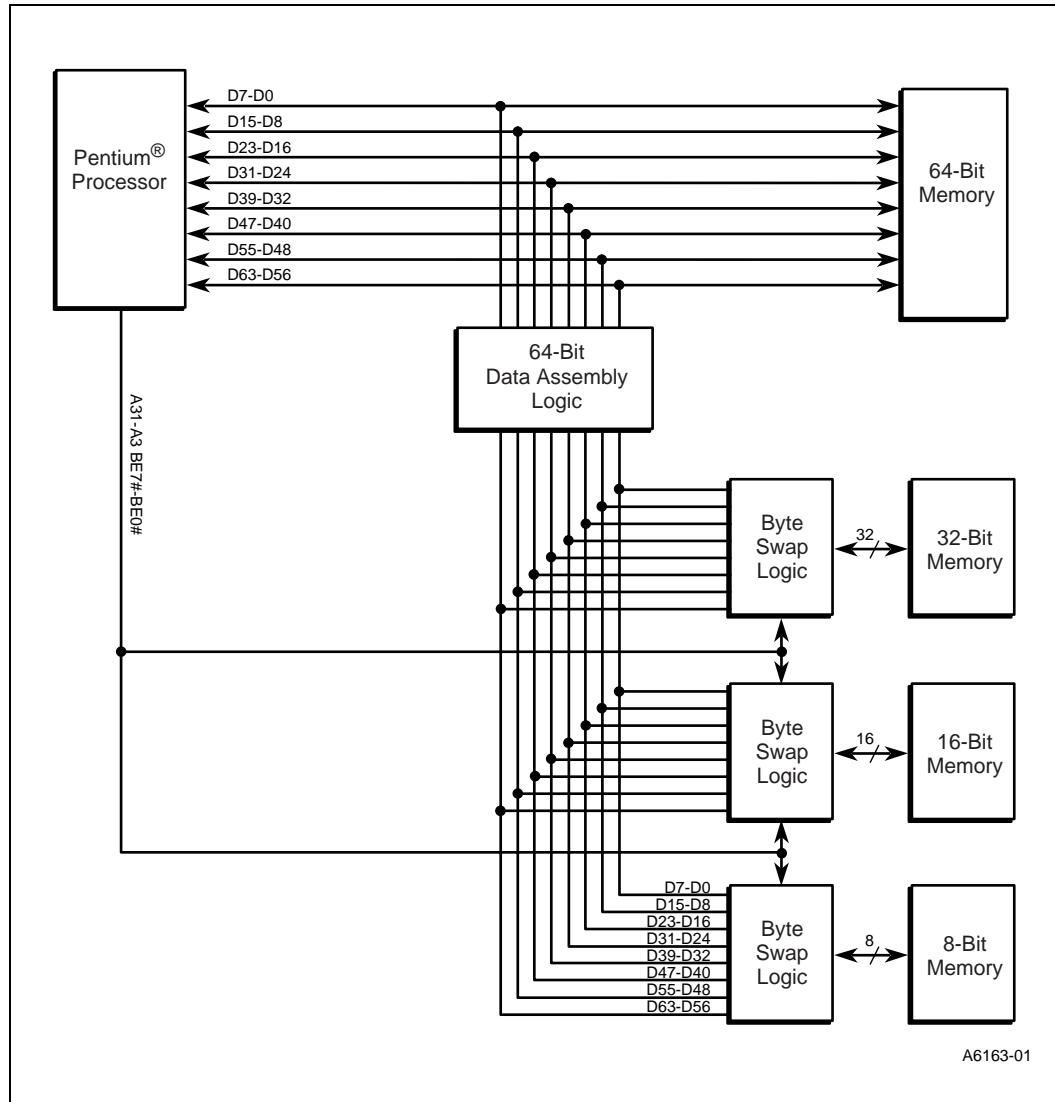 D7-D0
D15-D8
D23-D16
D31-D24
D39-D32
D47-D40
D55-D48
D63-D56
Pentium®
Processor
64-Bit
Memory
64-Bit
Data Assembly
Logic
A31-A3 BE7#-BE0#
Byte
Swap
Logic
32
32-Bit
Memory
Byte
Swap
Logic
16
16-Bit
Memory
D7-D0
D15-D8
D23-D16
D31-D24
D39-D32
D47-D40
D55-D48
D63-D56
Byte
Swap
Logic
8
8-Bit
Memory
A6163-01